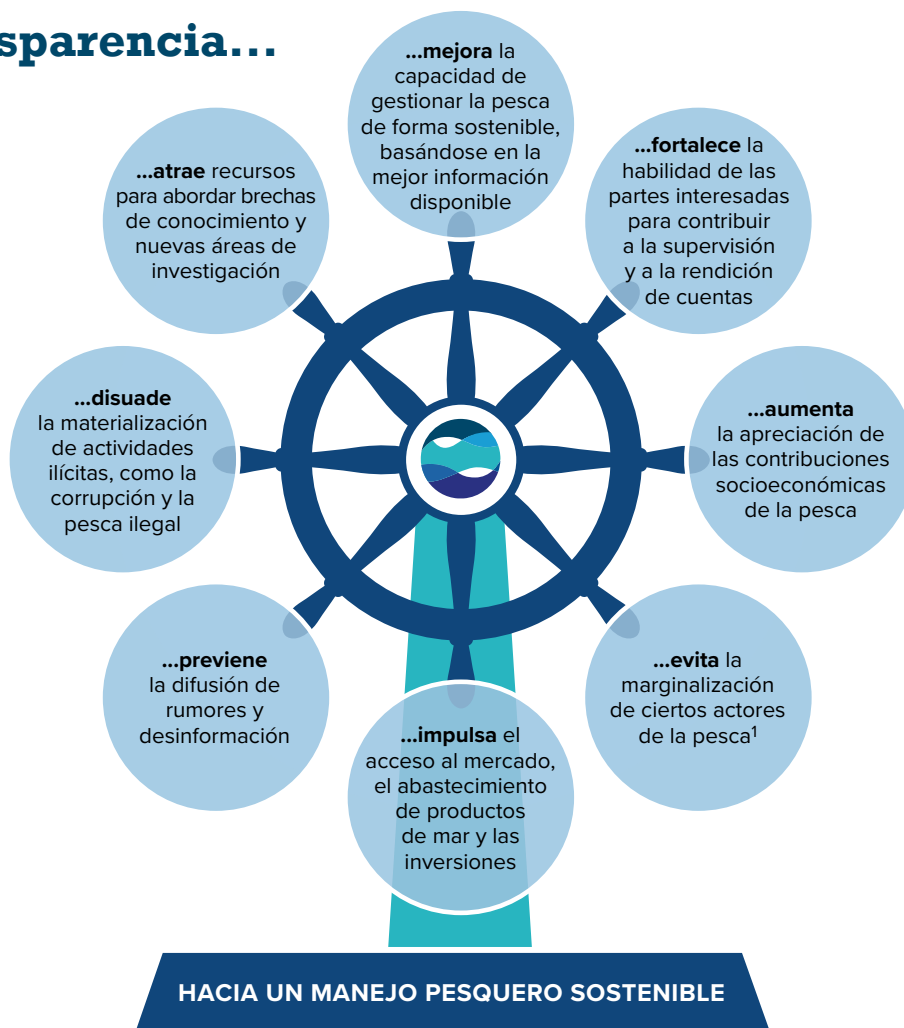 sparencia...
...mejora la
capacidad de
gestionar la pesca
de forma sostenible,
basándose en la
mejor información
disponible
...fortalece la
habilidad de las
partes interesadas
para contribuir
a la supervisión
y a la rendición
de cuentas
...aumenta
la apreciación de
las contribuciones
socioeconómicas
de la pesca
...evita la
marginalización
de ciertos actores
de la pesca¹
...impulsa el
acceso al mercado,
el abastecimiento
de productos
de mar y las
inversiones
...previene
la difusión de
rumores y
desinformación
...disuade
la materialización
de actividades
ilícitas, como la
corrupción y la
pesca ilegal
...atrae recursos
para abordar brechas
de conocimiento y
nuevas áreas de
investigación
HACIA UN MANEJO PESQUERO SOSTENIBLE